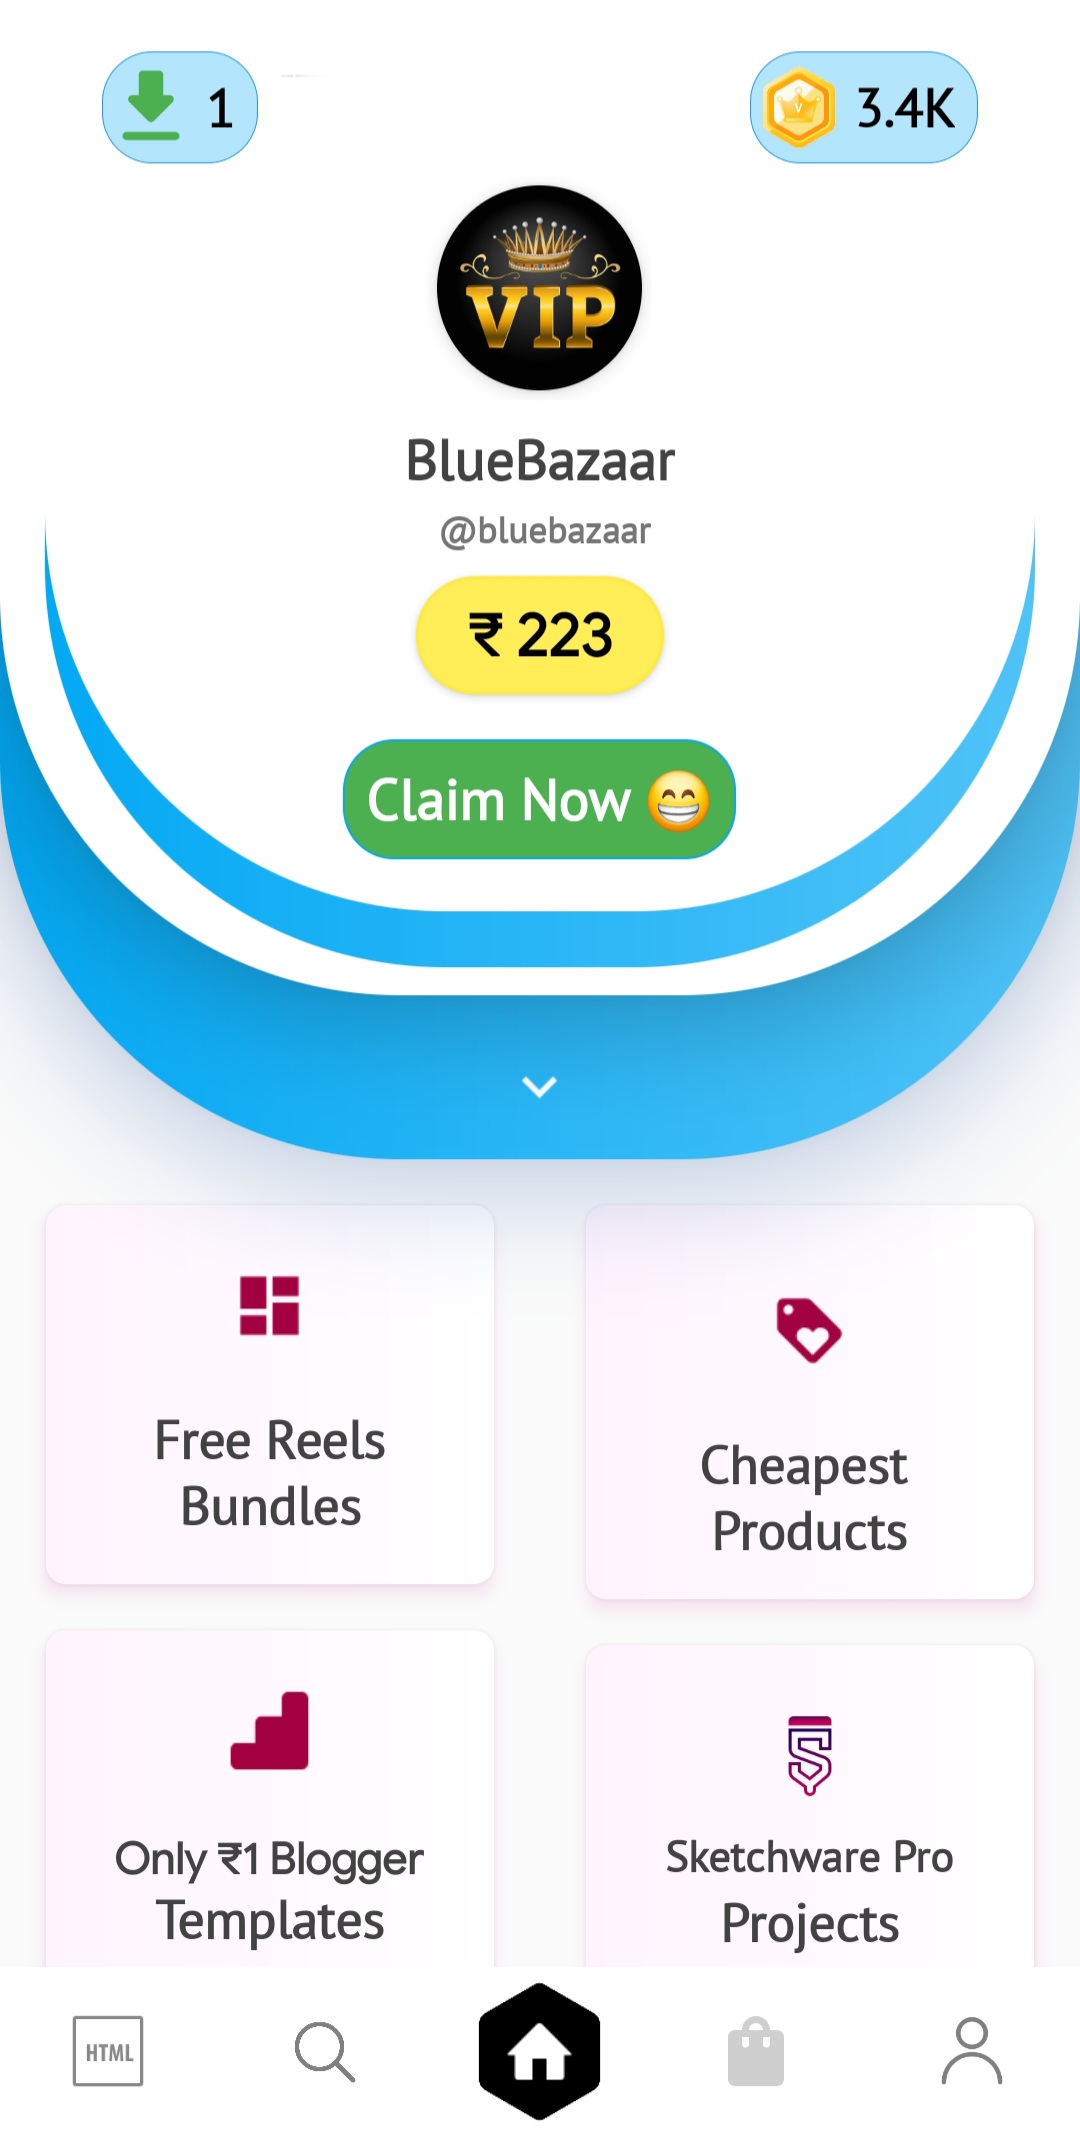 1
3.4K
VIP
BlueBazaar
@bluebazaar
₹ 223
Claim Now 😁
Free Reels
Bundles
Cheapest
Products
Only ₹1 Blogger
Templates
Sketchware Pro
Projects
HTML